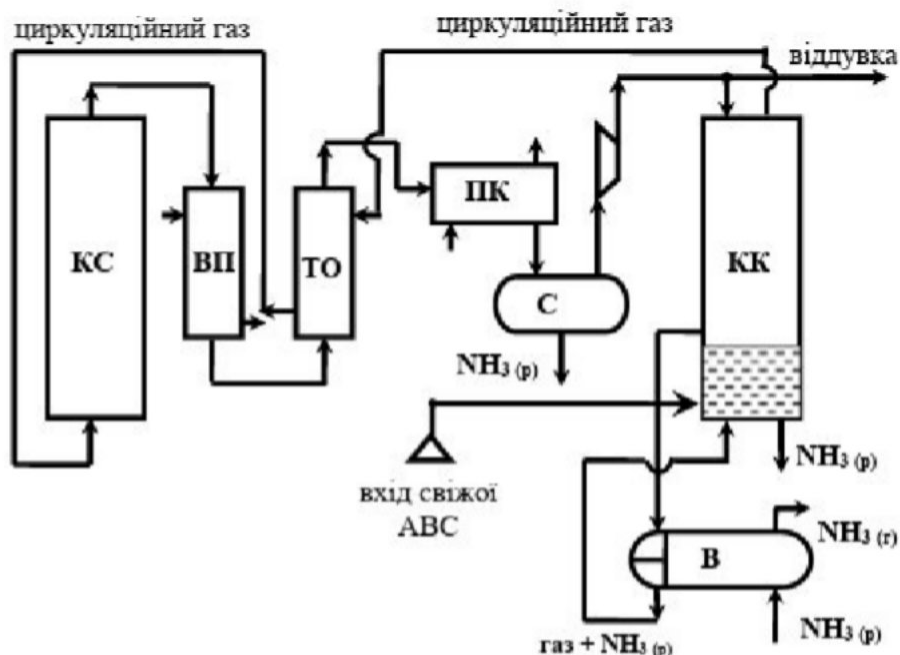 циркуляційний газ
циркуляційний газ
віддувка
КС
ВП
ТО
ПК
С
КК
NH₃ (р)
вхід свіжої
АВС
NH₃ (р)
В
NH₃ (г)
NH₃ (р)
газ + NH₃ (р)